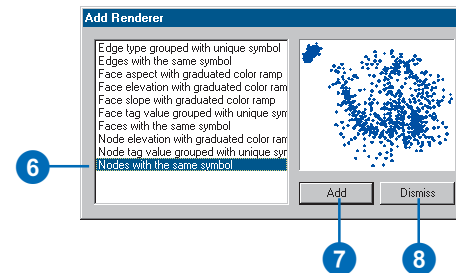 Add Renderer
Edge type grouped with unique symbol
Edges with the same symbol
Face aspect with graduated color ramp
Face elevation with graduated color ram
Face slope with graduated color ramp
Face tag value grouped with unique sym
Faces with the same symbol
Node elevation with graduated color ram
Node tag value grouped with unique syr
Nodes with the same symbol
6
Add
Dismiss
7
8